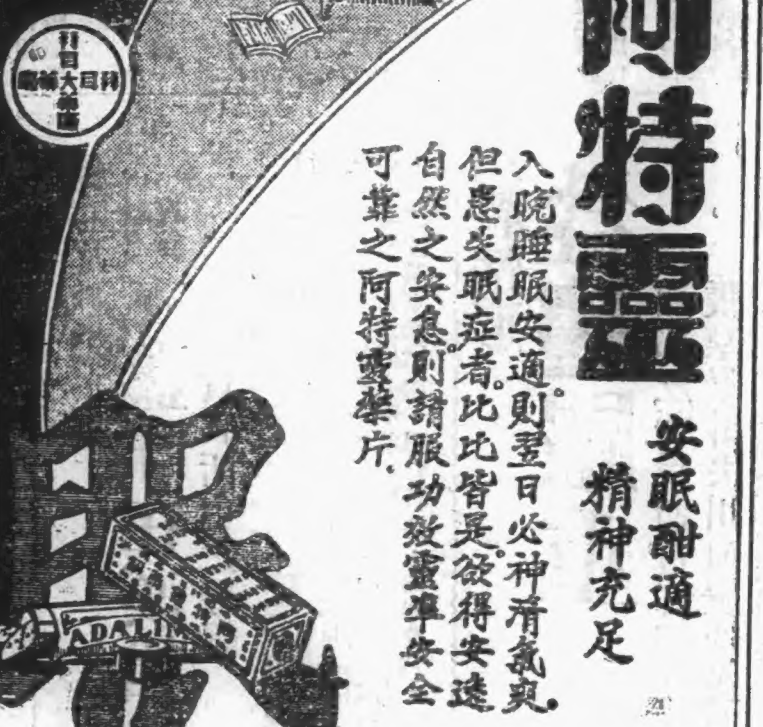 阿特靈
安眠酣適
精神充足
入晚睡眠安適。則翌日必神清氣爽。
但患失眠症者。比比皆是。欲得安速
自然之安息。則請服功效靈準安全
可靠之阿特靈藥片。
眠
ADALIN